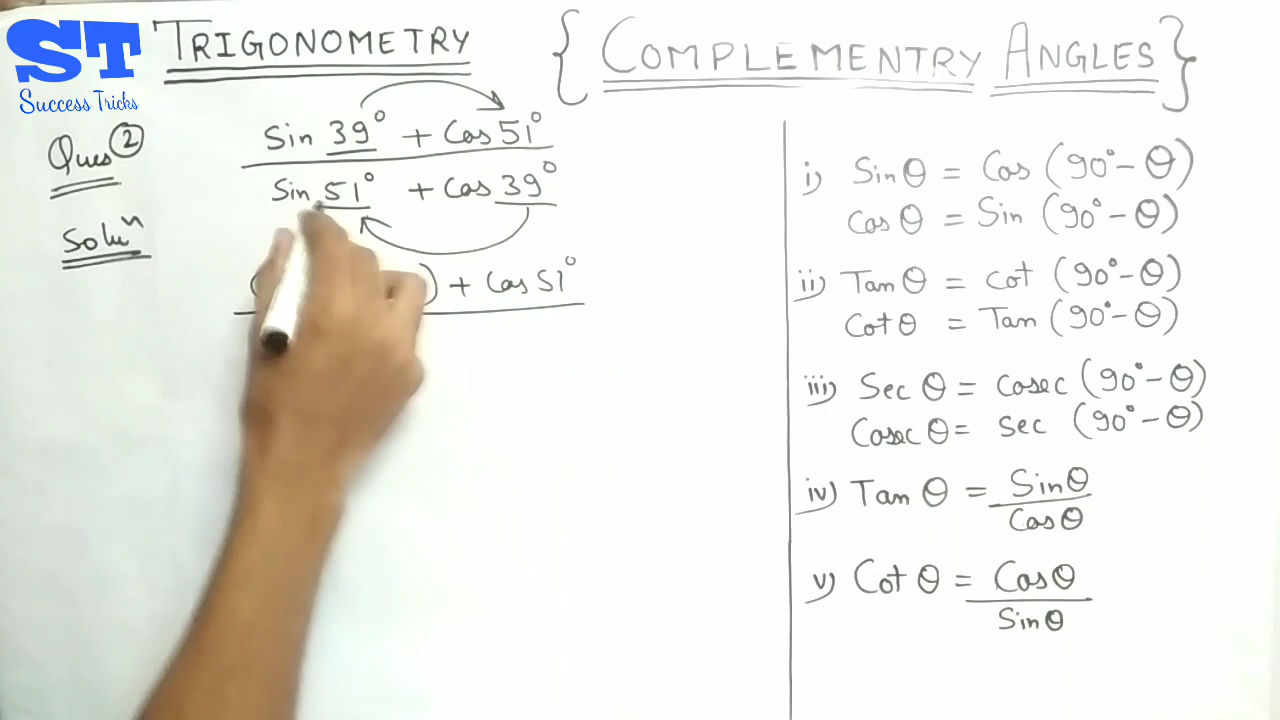 ST
Success Tricks
TRIGONOMETRY
{COMPLEMENTRY ANGLES}
Ques 2
Sin 39° + Cos 51°
Sin 51° + Cos 39°
Soluⁿ
) + Cos 51°
i) Sin θ = Cos (90° - θ)
Cos θ = Sin (90° - θ)
ii) Tan θ = Cot (90° - θ)
Cot θ = Tan (90° - θ)
iii) Sec θ = Cosec (90° - θ)
Cosec θ = Sec (90° - θ)
iv) Tan θ = Sin θ
Cos θ
v) Cot θ = Cos θ
Sin θ